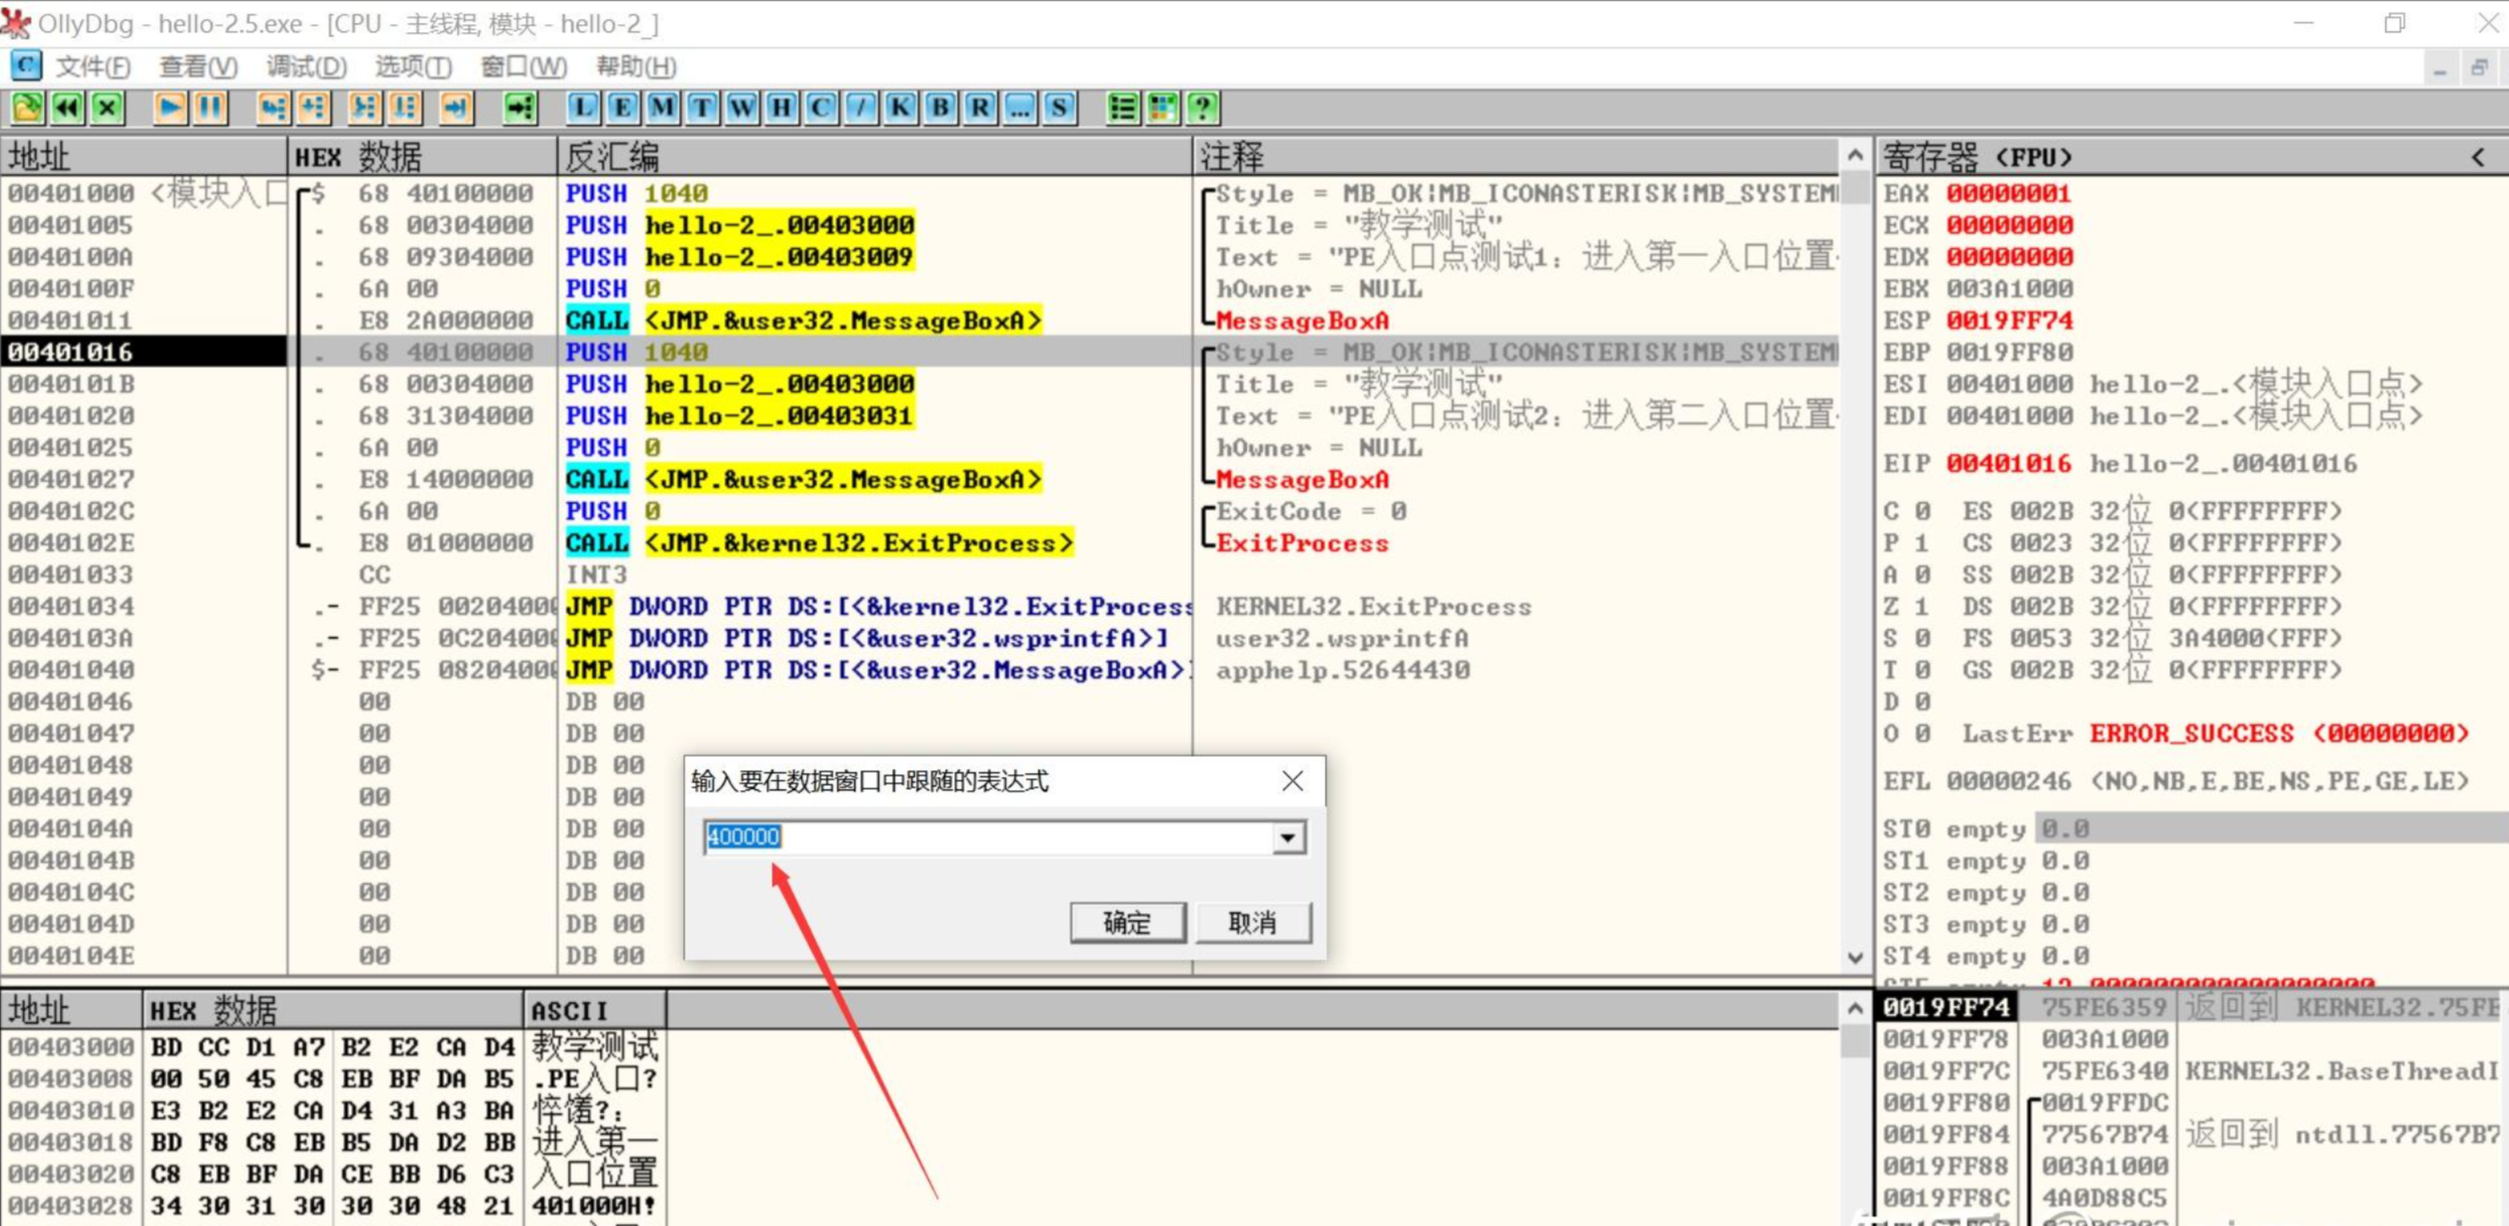 OllyDbg - hello-2.5.exe - [CPU - 主线程, 模块 - hello-2_]
C 文件(F) 查看(V) 调试(D) 选项(T) 窗口(W) 帮助(H)
L E M T W H C / K B R ... S ?
地址 HEX 数据 反汇编 注释
00401000 <模块入口 $ 68 40100000 PUSH 1040 Style = MB_OK|MB_ICONASTERISK|MB_SYSTEM
00401005 . 68 00304000 PUSH hello-2_.00403000 Title = "教学测试"
0040100A . 68 09304000 PUSH hello-2_.00403009 Text = "PE入口点测试1：进入第一入口位置
0040100F . 6A 00 PUSH 0 hOwner = NULL
00401011 . E8 2A000000 CALL <JMP.&user32.MessageBoxA> MessageBoxA
00401016 . 68 40100000 PUSH 1040 Style = MB_OK|MB_ICONASTERISK|MB_SYSTEM
0040101B . 68 00304000 PUSH hello-2_.00403000 Title = "教学测试"
00401020 . 68 31304000 PUSH hello-2_.00403031 Text = "PE入口点测试2：进入第二入口位置
00401025 . 6A 00 PUSH 0 hOwner = NULL
00401027 . E8 14000000 CALL <JMP.&user32.MessageBoxA> MessageBoxA
0040102C . 6A 00 PUSH 0 ExitCode = 0
0040102E . E8 01000000 CALL <JMP.&kernel32.ExitProcess> ExitProcess
00401033 CC INT3
00401034 .- FF25 0020400 JMP DWORD PTR DS:[<&kernel32.ExitProcess KERNEL32.ExitProcess
0040103A .- FF25 0C20400 JMP DWORD PTR DS:[<&user32.wsprintfA>] user32.wsprintfA
00401040 $- FF25 0820400 JMP DWORD PTR DS:[<&user32.MessageBoxA>] apphelp.52644430
00401046 00 DB 00
00401047 00 DB 00
00401048 00 DB 00
00401049 00 DB 00
0040104A 00 DB 00
0040104B 00 DB 00
0040104C 00 DB 00
0040104D 00 DB 00
0040104E 00 DB 00
寄存器 (FPU) <
EAX 00000001
ECX 00000000
EDX 00000000
EBX 003A1000
ESP 0019FF74
EBP 0019FF80
ESI 00401000 hello-2_.<模块入口点>
EDI 00401000 hello-2_.<模块入口点>
EIP 00401016 hello-2_.00401016
C 0 ES 002B 32位 0(FFFFFFFF)
P 1 CS 0023 32位 0(FFFFFFFF)
A 0 SS 002B 32位 0(FFFFFFFF)
Z 1 DS 002B 32位 0(FFFFFFFF)
S 0 FS 0053 32位 3A4000(FFF)
T 0 GS 002B 32位 0(FFFFFFFF)
D 0
O 0 LastErr ERROR_SUCCESS (00000000)
EFL 00000246 (NO,NB,E,BE,NS,PE,GE,LE)
ST0 empty 0.0
ST1 empty 0.0
ST2 empty 0.0
ST3 empty 0.0
ST4 empty 0.0
输入要在数据窗口中跟随的表达式
400000
确定 取消
地址 HEX 数据 ASCII
00403000 BD CC D1 A7 B2 E2 CA D4 教学测试
00403008 00 50 45 C8 EB BF DA B5 .PE入口?
00403010 E3 B2 E2 CA D4 31 A3 BA
00403018 BD F8 C8 EB B5 DA D2 BB 进入第一
00403020 C8 EB BF DA CE BB D6 C3 入口位置
00403028 34 30 31 30 30 30 48 21 401000H!
0019FF74 75FE6359 返回到 KERNEL32.75FE
0019FF78 003A1000
0019FF7C 75FE6340 KERNEL32.BaseThreadI
0019FF80 0019FFDC
0019FF84 77567B74 返回到 ntdll.77567B7
0019FF88 003A1000
0019FF8C 4A0D88C5